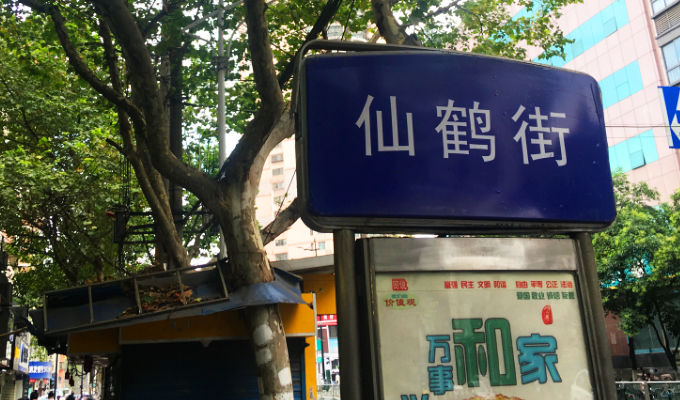 仙鹤街
价值观
富强 民主 文明 和谐
自由 平等 公正 法治
爱国 敬业 诚信 友善
万事和家